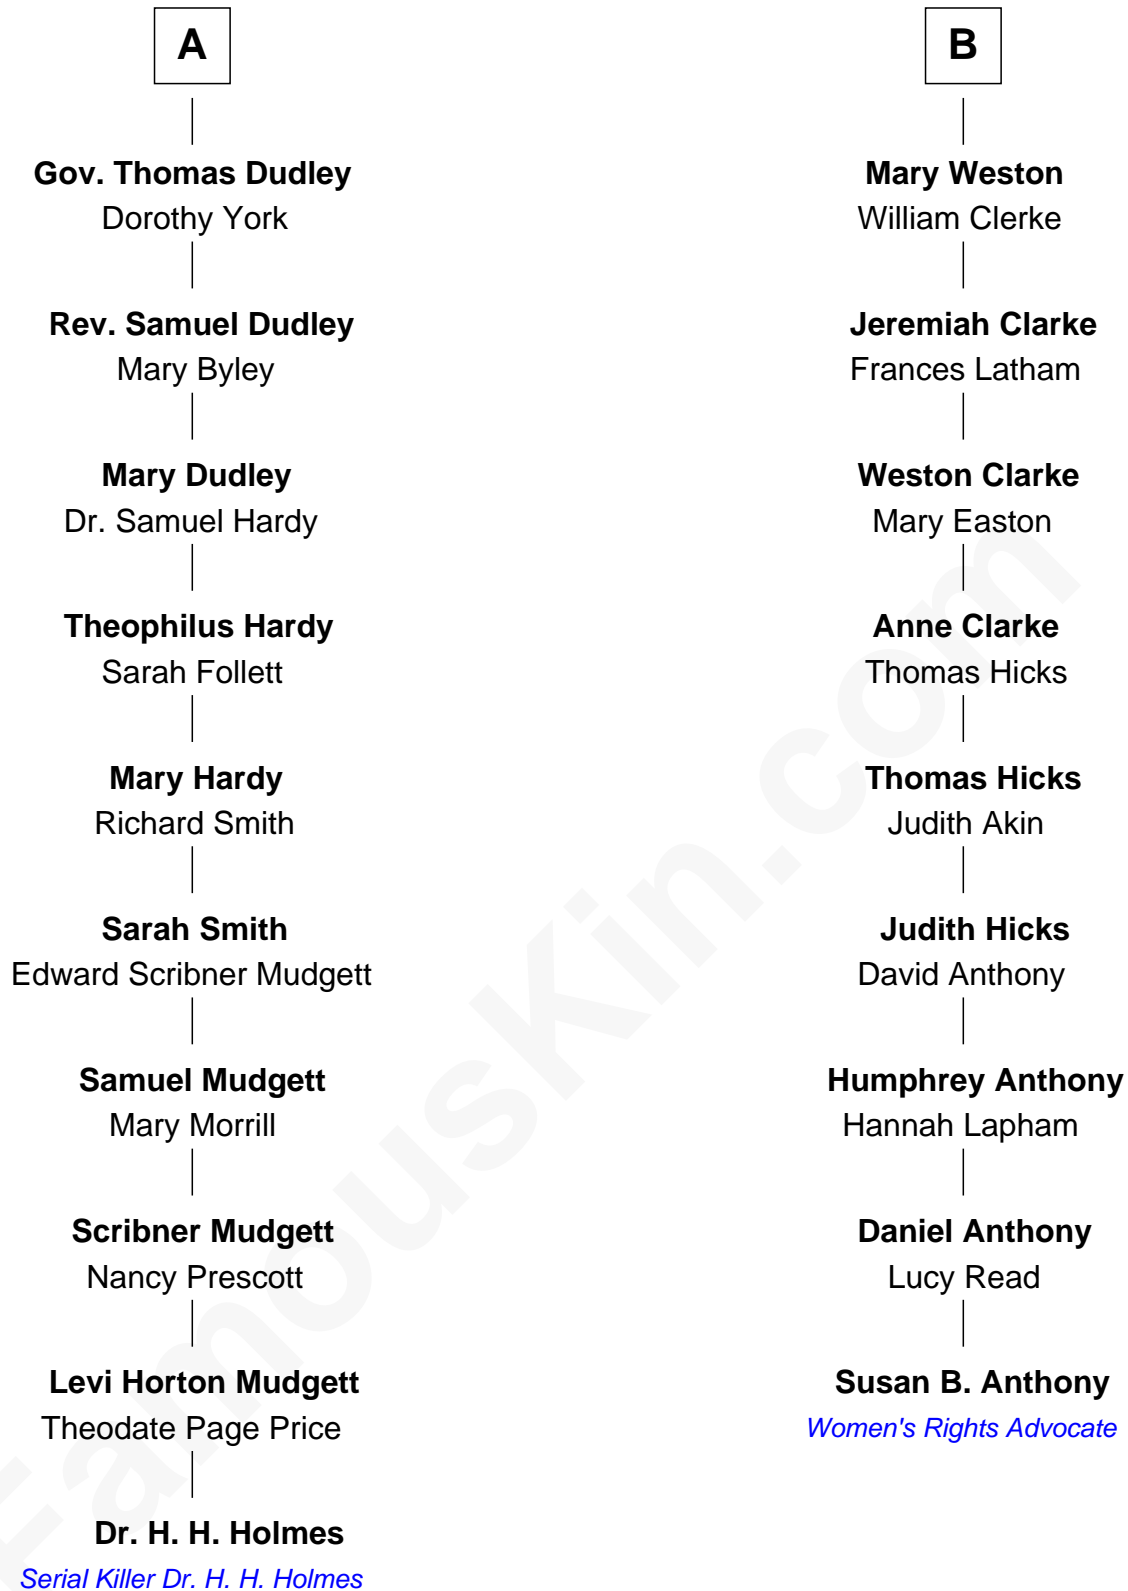 A
Gov. Thomas Dudley
Dorothy York
Rev. Samuel Dudley
Mary Byley
Mary Dudley
Dr. Samuel Hardy
Theophilus Hardy
Sarah Follett
Mary Hardy
Richard Smith
Sarah Smith
Edward Scribner Mudgett
Samuel Mudgett
Mary Morrill
Scribner Mudgett
Nancy Prescott
Levi Horton Mudgett
Theodate Page Price
Dr. H. H. Holmes
Serial Killer Dr. H. H. Holmes
B
Mary Weston
William Clerke
Jeremiah Clarke
Frances Latham
Weston Clarke
Mary Easton
Anne Clarke
Thomas Hicks
Thomas Hicks
Judith Akin
Judith Hicks
David Anthony
Humphrey Anthony
Hannah Lapham
Daniel Anthony
Lucy Read
Susan B. Anthony
Women's Rights Advocate
FamousKin.com